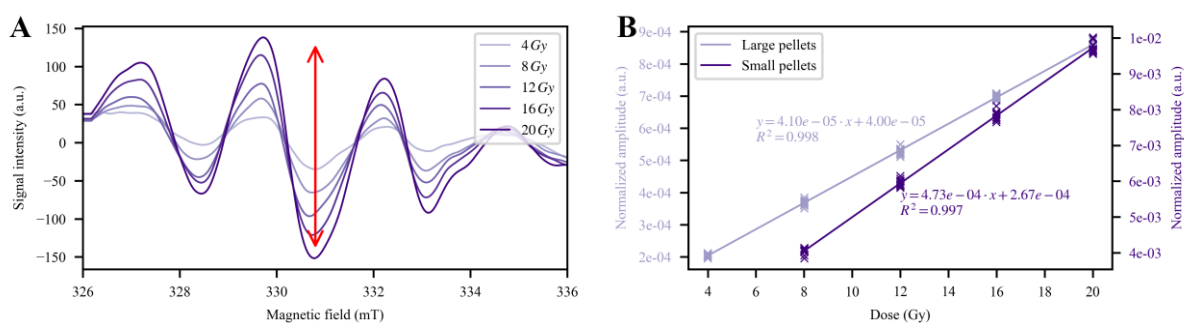 A
Signal intensity (a.u.)
150
100
50
0
−50
−100
−150
326
328
330
332
334
336
Magnetic field (mT)
4 Gy
8 Gy
12 Gy
16 Gy
20 Gy
B
Normalized amplitude (a.u.)
9e-04
8e-04
7e-04
6e-04
5e-04
4e-04
3e-04
2e-04
Large pellets
Small pellets
y = 4.10e − 05 · x + 4.00e − 05
R² = 0.998
y = 4.73e − 04 · x + 2.67e − 04
R² = 0.997
4
6
8
10
12
14
16
18
20
Dose (Gy)
1e-02
9e-03
8e-03
7e-03
6e-03
5e-03
4e-03
Normalized amplitude (a.u.)